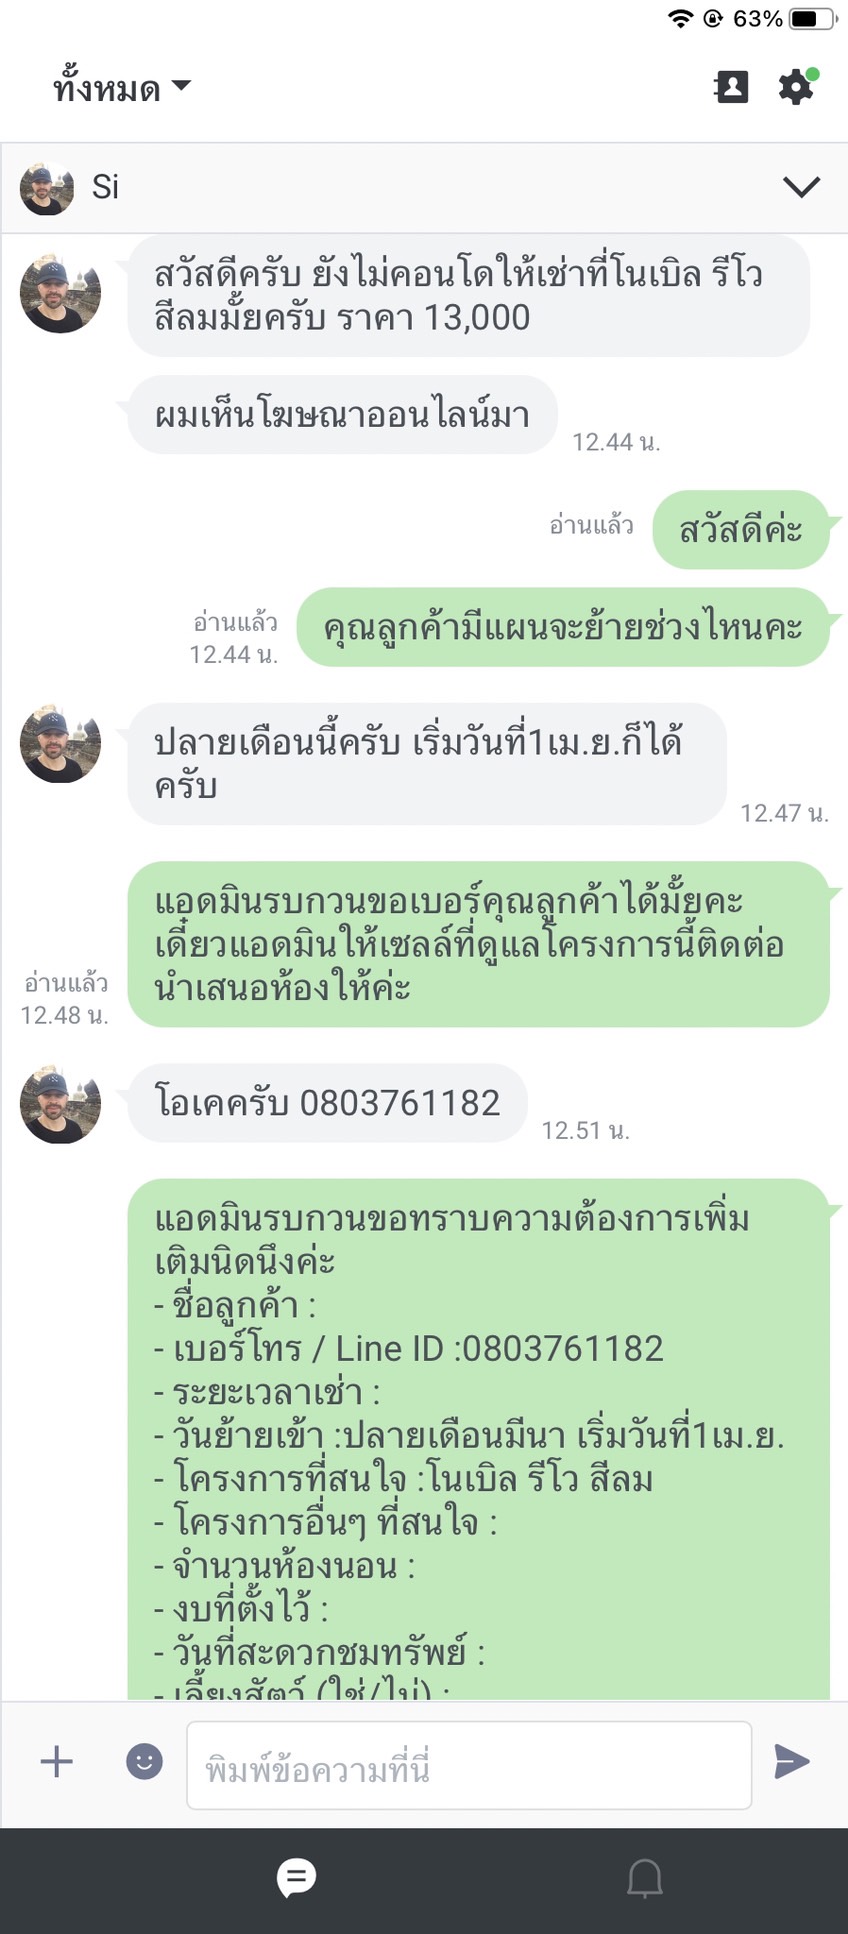 63%
ทั้งหมด
Si
สวัสดีครับ ยังไม่คอนโดให้เช่าที่โนเบิล รีโว
สีลมมั้ยครับ ราคา 13,000
ผมเห็นโฆษณาออนไลน์มา
12.44 น.
อ่านแล้ว
สวัสดีค่ะ
อ่านแล้ว
12.44 น.
คุณลูกค้ามีแผนจะย้ายช่วงไหนคะ
ปลายเดือนนี้ครับ เริ่มวันที่1เม.ย.ก็ได้
ครับ
12.47 น.
แอดมินรบกวนขอเบอร์คุณลูกค้าได้มั้ยคะ
เดี๋ยวแอดมินให้เซลล์ที่ดูแลโครงการนี้ติดต่อ
นำเสนอห้องให้ค่ะ
อ่านแล้ว
12.48 น.
โอเคครับ 0803761182
12.51 น.
แอดมินรบกวนขอทราบความต้องการเพิ่ม
เติมนิดนึงค่ะ
- ชื่อลูกค้า :
- เบอร์โทร / Line ID :0803761182
- ระยะเวลาเช่า :
- วันย้ายเข้า :ปลายเดือนมีนา เริ่มวันที่1เม.ย.
- โครงการที่สนใจ :โนเบิล รีโว สีลม
- โครงการอื่นๆ ที่สนใจ :
- จำนวนห้องนอน :
- งบที่ตั้งไว้ :
- วันที่สะดวกชมทรัพย์ :
- เลี้ยงสัตว์ (ใช่/ไม่) :
พิมพ์ข้อความที่นี่